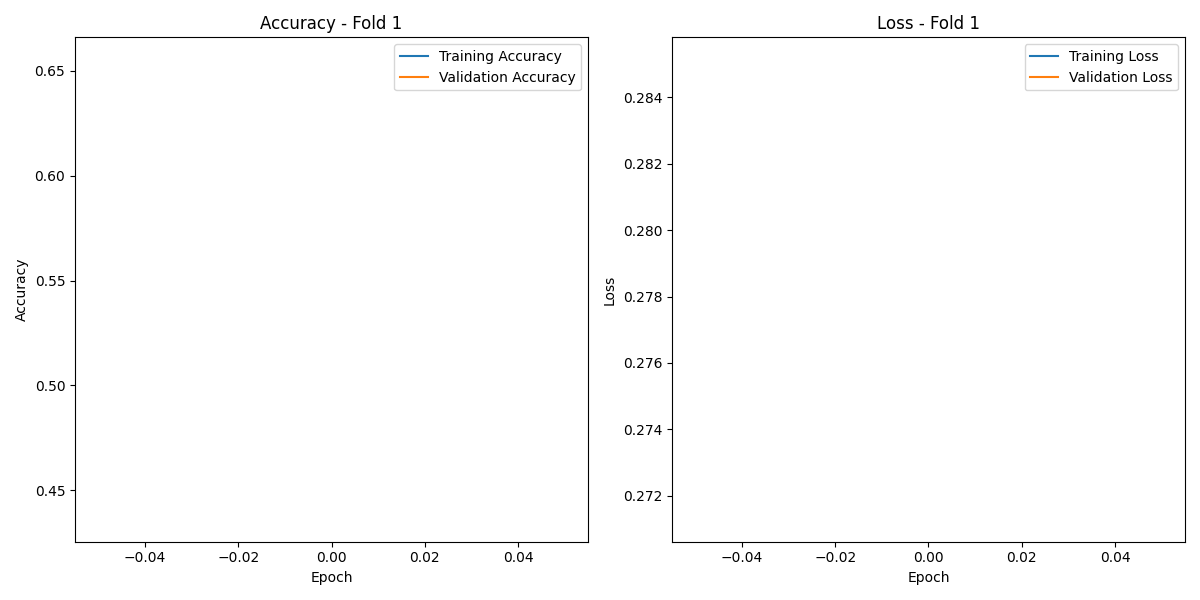 Accuracy - Fold 1
Training Accuracy
Validation Accuracy
0.65
0.60
0.55
0.50
0.45
Accuracy
−0.04 −0.02 0.00 0.02 0.04
Epoch
Loss - Fold 1
Training Loss
Validation Loss
0.284
0.282
0.280
0.278
0.276
0.274
0.272
Loss
−0.04 −0.02 0.00 0.02 0.04
Epoch